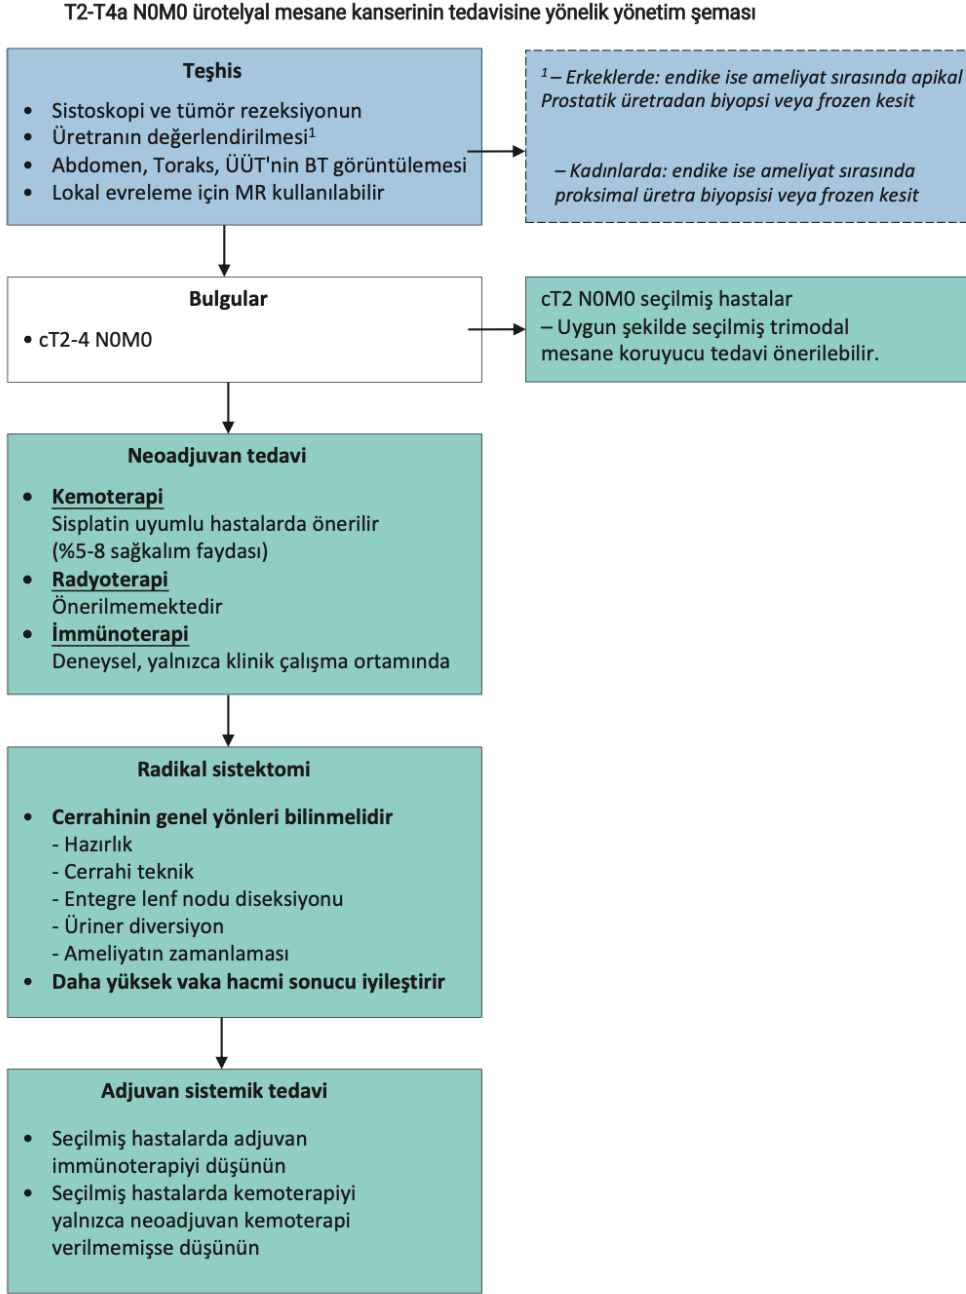 T2-T4a N0M0 ürotelyal mesane kanserinin tedavisine yönelik yönetim şeması
Teşhis
• Sistoskopi ve tümör rezeksiyonun
• Üretranın değerlendirilmesi¹
• Abdomen, Toraks, ÜÜT'nin BT görüntülemesi
• Lokal evreleme için MR kullanılabilir
¹ – Erkeklerde: endike ise ameliyat sırasında apikal
Prostatik üretradan biyopsi veya frozen kesit
– Kadınlarda: endike ise ameliyat sırasında
proksimal üretra biyopsisi veya frozen kesit
Bulgular
• cT2-4 N0M0
cT2 N0M0 seçilmiş hastalar
– Uygun şekilde seçilmiş trimodal
mesane koruyucu tedavi önerilebilir.
Neoadjuvan tedavi
• Kemoterapi
Sisplatin uyumlu hastalarda önerilir
(%5-8 sağkalım faydası)
• Radyoterapi
Önerilmemektedir
• İmmünoterapi
Deneysel, yalnızca klinik çalışma ortamında
Radikal sistektomi
• Cerrahinin genel yönleri bilinmelidir
- Hazırlık
- Cerrahi teknik
- Entegre lenf nodu diseksiyonu
- Üriner diversiyon
- Ameliyatın zamanlaması
• Daha yüksek vaka hacmi sonucu iyileştirir
Adjuvan sistemik tedavi
• Seçilmiş hastalarda adjuvan
immünoterapiyi düşünün
• Seçilmiş hastalarda kemoterapiyi
yalnızca neoadjuvan kemoterapi
verilmemişse düşünün